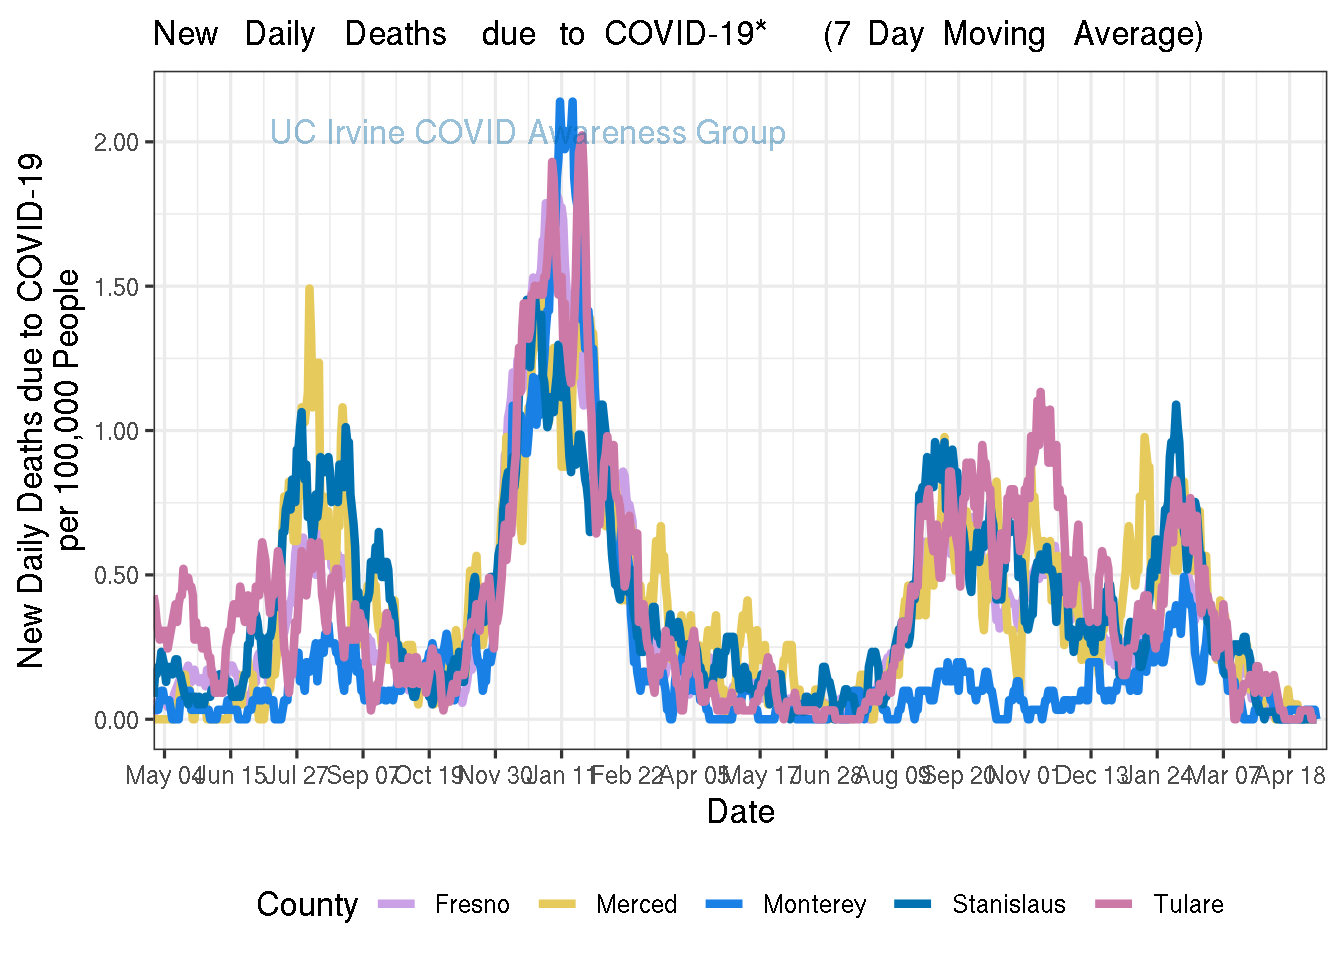 New Daily Deaths due to COVID-19* (7 Day Moving Average)
UC Irvine COVID Awareness Group
New Daily Deaths due to COVID-19
per 100,000 People
2.00
1.50
1.00
0.50
0.00
May 04 Jun 15 Jul 27 Sep 07 Oct 19 Nov 30 Jan 11 Feb 22 Apr 05 May 17 Jun 28 Aug 09 Sep 20 Nov 01 Dec 13 Jan 24 Mar 07 Apr 18
Date
County Fresno Merced Monterey Stanislaus Tulare